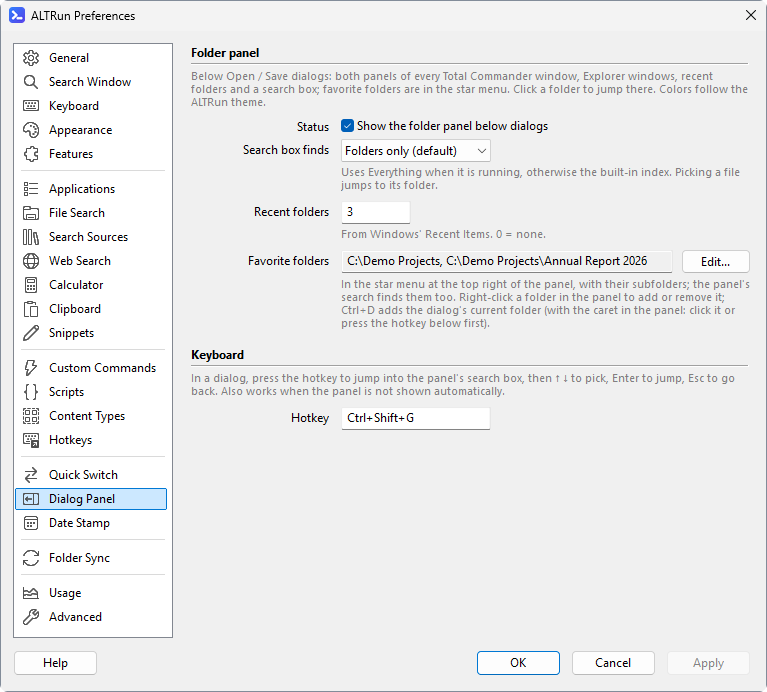 ALTRun Preferences
General
Search Window
Keyboard
Appearance
Features
Applications
File Search
Search Sources
Web Search
Calculator
Clipboard
Snippets
Custom Commands
Scripts
Content Types
Hotkeys
Quick Switch
Dialog Panel
Date Stamp
Folder Sync
Usage
Advanced
Folder panel
Below Open / Save dialogs: both panels of every Total Commander window, Explorer windows, recent
folders and a search box; favorite folders are in the star menu. Click a folder to jump there. Colors follow the
ALTRun theme.
Status Show the folder panel below dialogs
Search box finds Folders only (default)
Uses Everything when it is running, otherwise the built-in index. Picking a file
jumps to its folder.
Recent folders 3
From Windows' Recent Items. 0 = none.
Favorite folders C:\Demo Projects, C:\Demo Projects\Annual Report 2026 Edit...
In the star menu at the top right of the panel, with their subfolders; the panel's
search finds them too. Right-click a folder in the panel to add or remove it;
Ctrl+D adds the dialog's current folder (with the caret in the panel: click it or
press the hotkey below first).
Keyboard
In a dialog, press the hotkey to jump into the panel's search box, then ↑↓ to pick, Enter to jump, Esc to go
back. Also works when the panel is not shown automatically.
Hotkey Ctrl+Shift+G
Help OK Cancel Apply